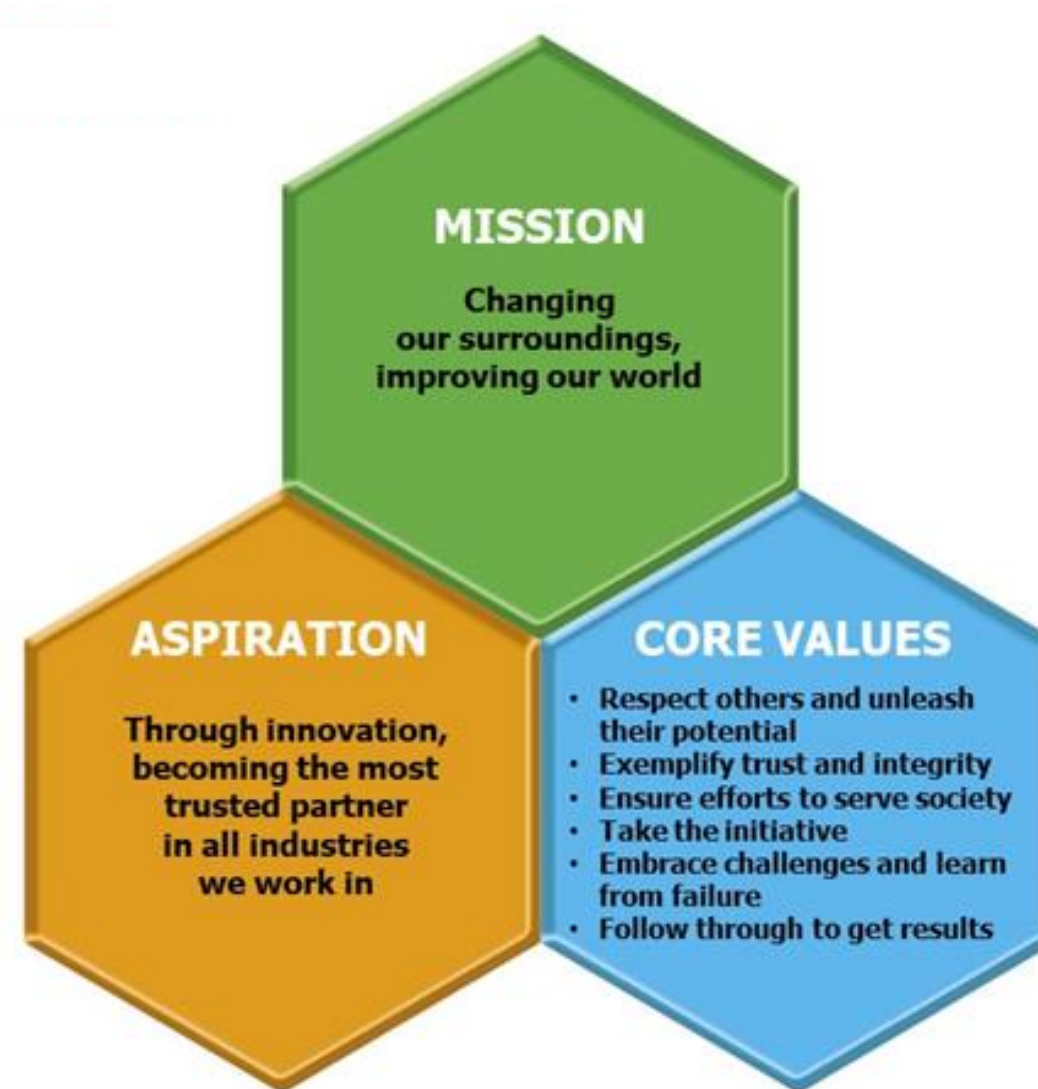 MISSION
Changing
our surroundings,
improving our world
ASPIRATION
Through innovation,
becoming the most
trusted partner
in all industries
we work in
CORE VALUES
• Respect others and unleash
their potential
• Exemplify trust and integrity
• Ensure efforts to serve society
• Take the initiative
• Embrace challenges and learn
from failure
• Follow through to get results